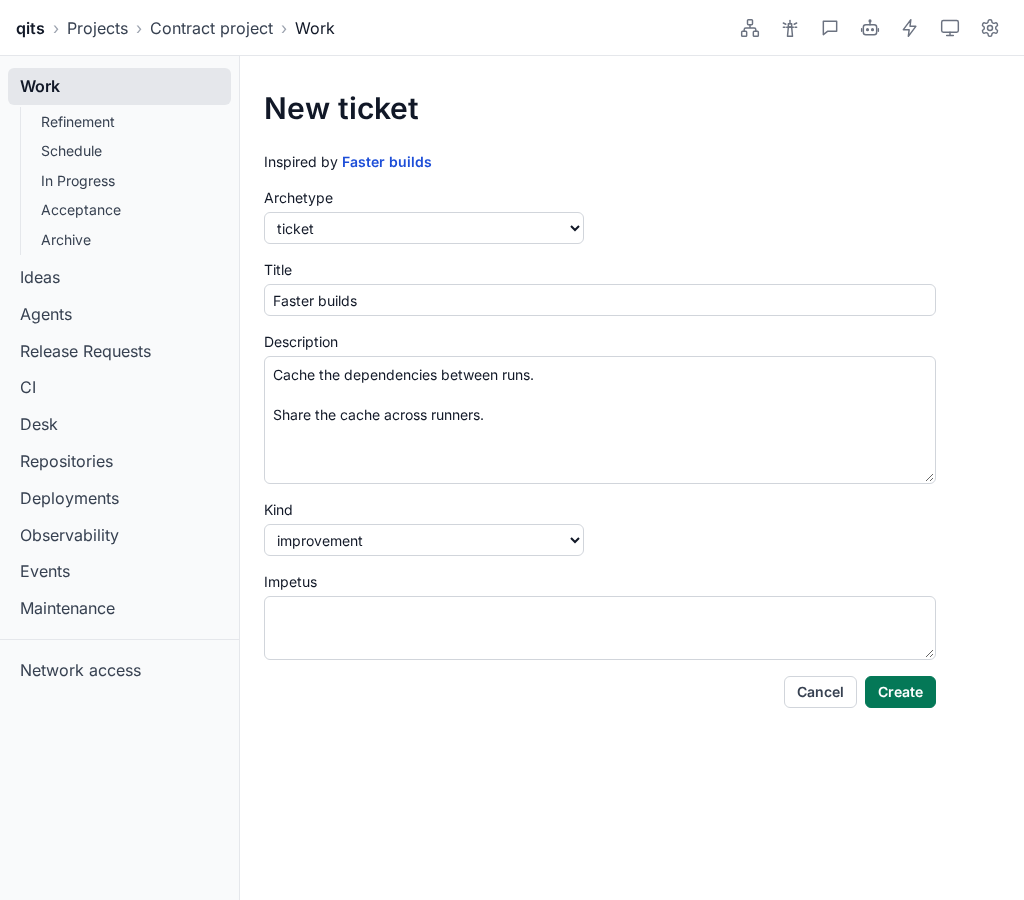 qits › Projects › Contract project › Work
Work
Refinement
Schedule
In Progress
Acceptance
Archive
Ideas
Agents
Release Requests
CI
Desk
Repositories
Deployments
Observability
Events
Maintenance
Network access
New ticket
Inspired by Faster builds
Archetype
ticket
Title
Faster builds
Description
Cache the dependencies between runs.
Share the cache across runners.
Kind
improvement
Impetus
Cancel Create